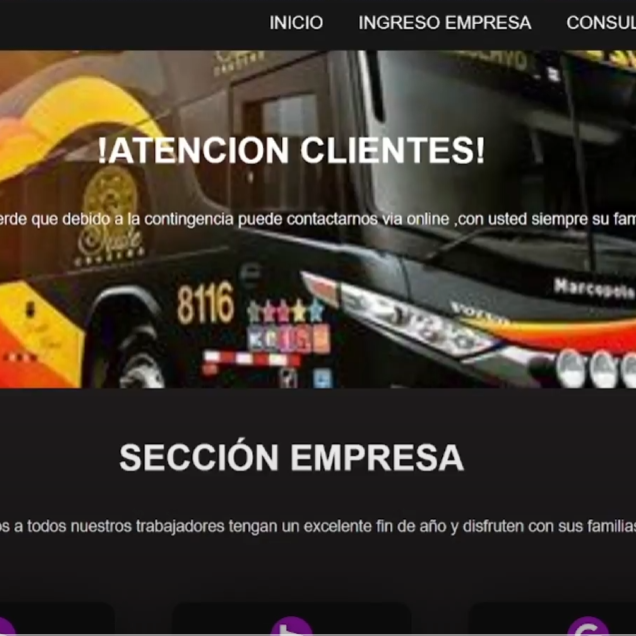 INICIO INGRESO EMPRESA CONSUL
!ATENCION CLIENTES!
erde que debido a la contingencia puede contactarnos via online ,con usted siempre su fam
8116
Marcopolo
VOLVO
SECCIÓN EMPRESA
s a todos nuestros trabajadores tengan un excelente fin de año y disfruten con sus familias